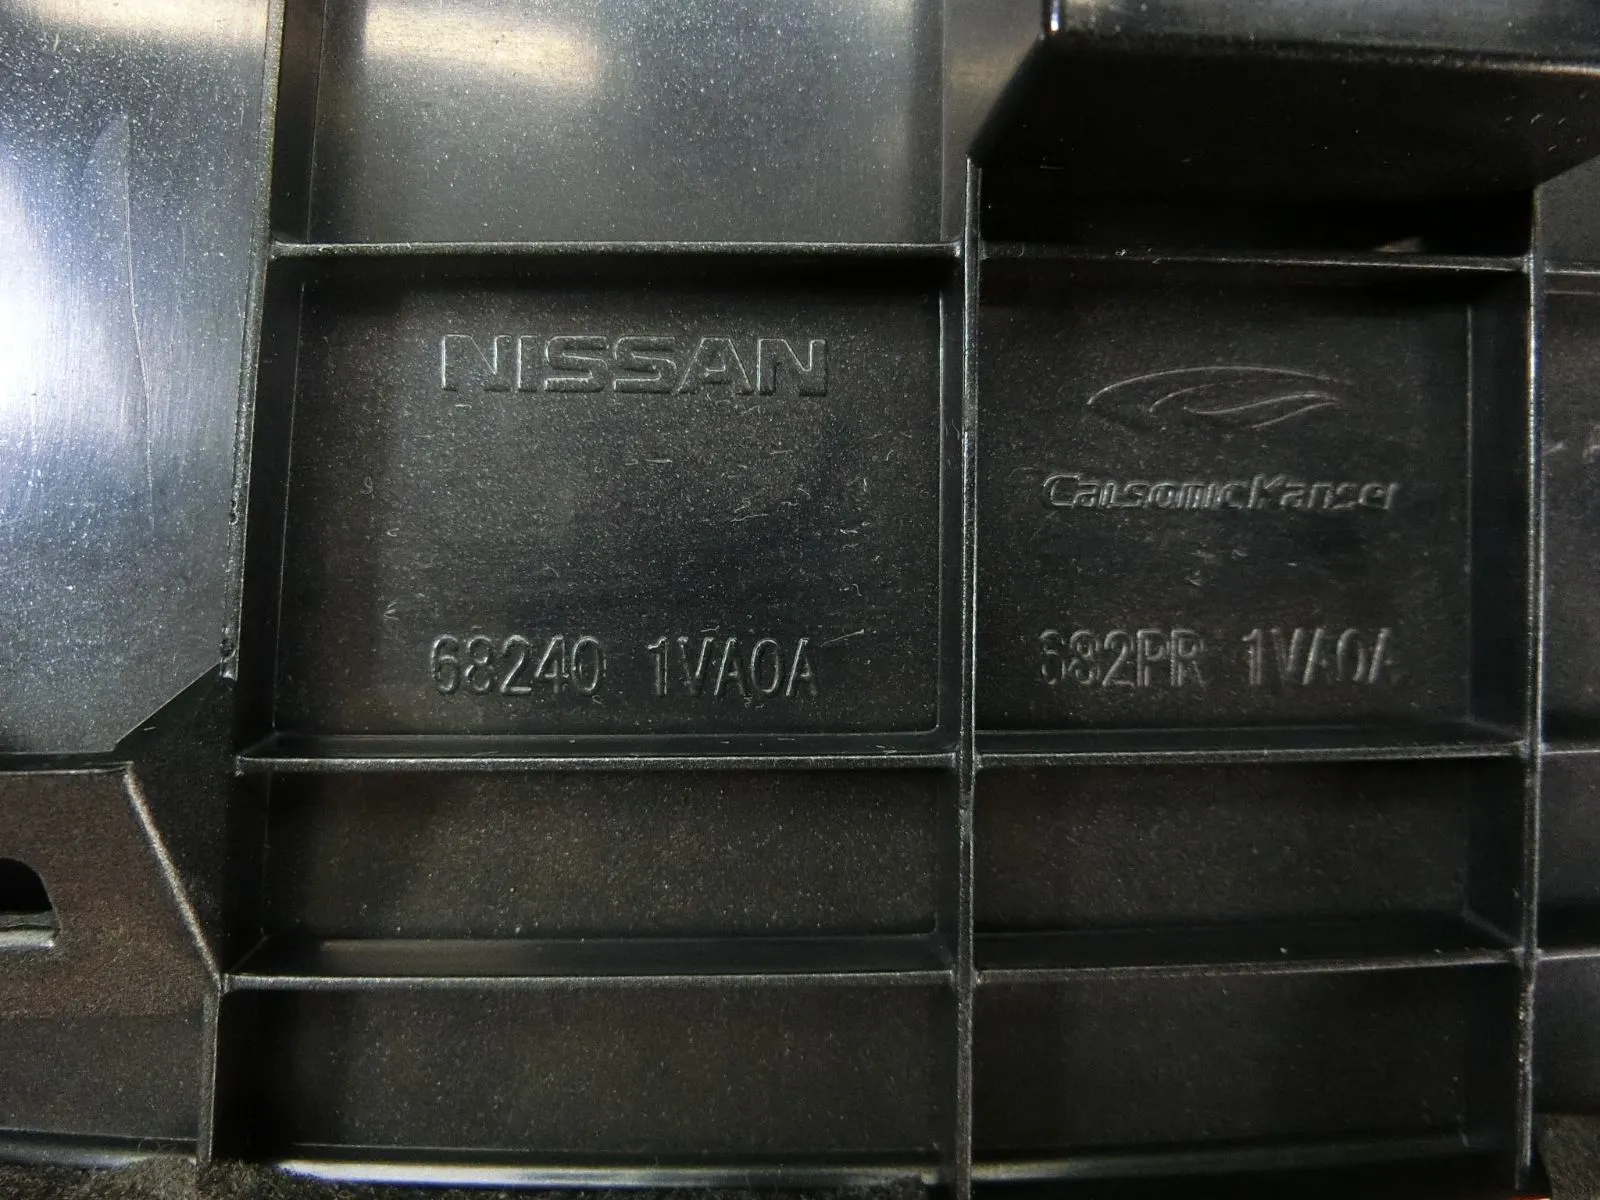 NISSAN
68240 1VA0A
CalsonicKansei
682PR 1VA0A